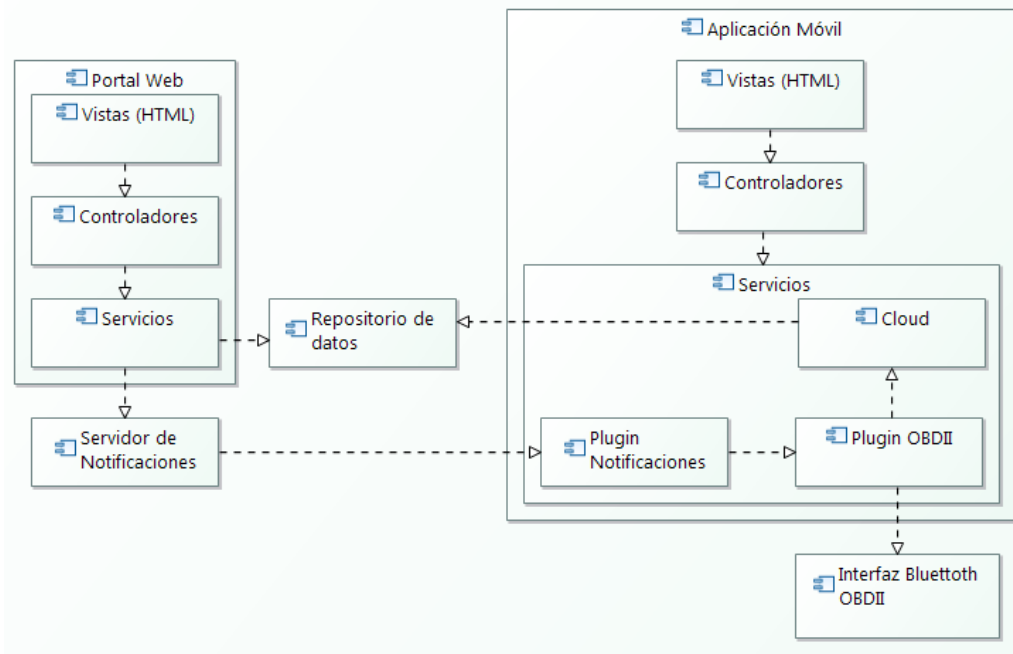 Aplicación Móvil
Portal Web
Vistas (HTML)
Controladores
Servicios
Vistas (HTML)
Controladores
Servicios
Cloud
Repositorio de
datos
Servidor de
Notificaciones
Plugin
Notificaciones
Plugin OBDII
Interfaz Bluettoth
OBDII